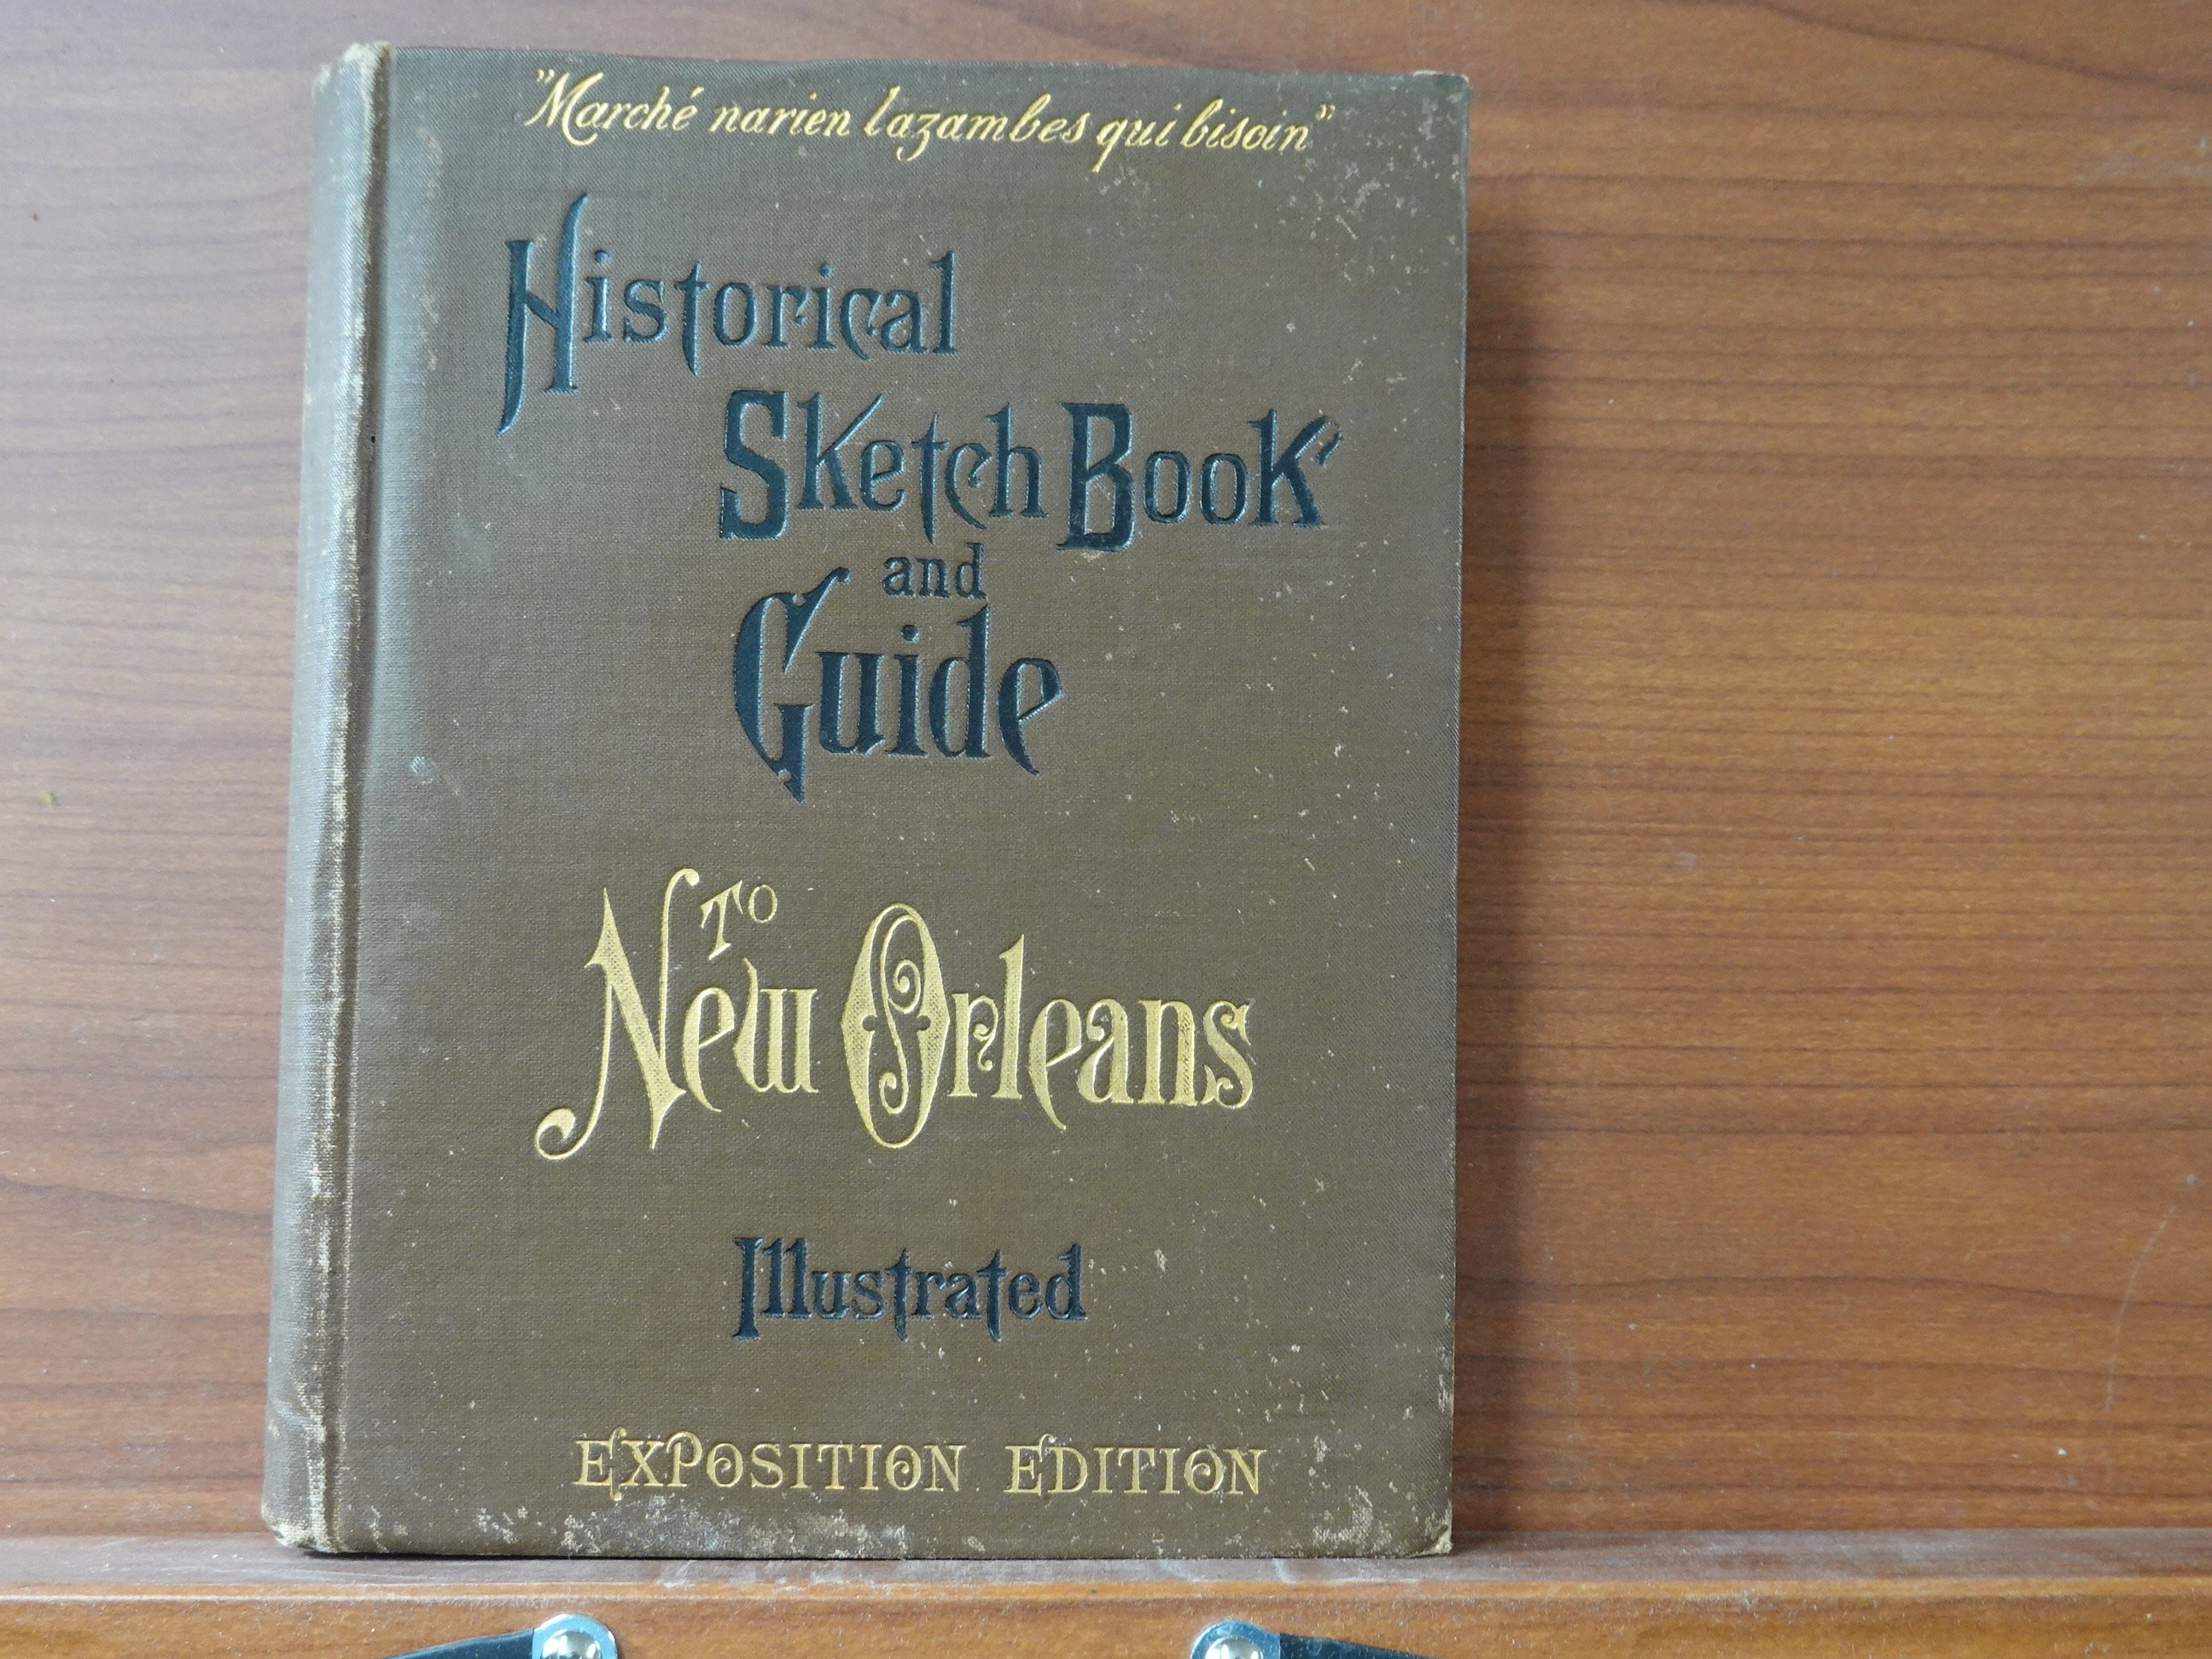 "Marché narien lazambes qui bisoin"
Historical
Sketch Book
and
Guide
To
New Orleans
Illustrated
EXPOSITION EDITION